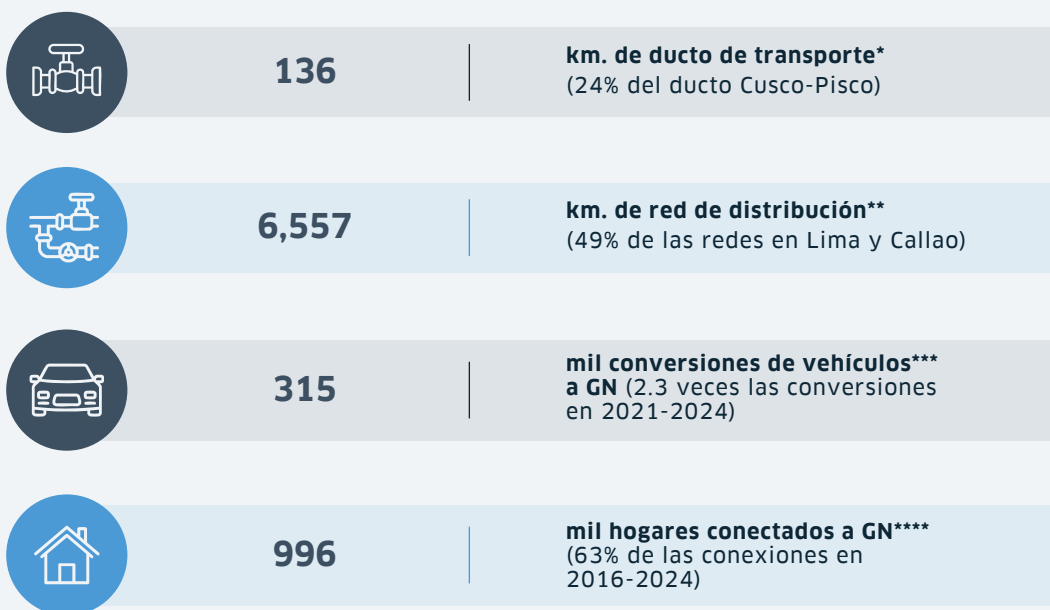 136
km. de ducto de transporte*
(24% del ducto Cusco-Pisco)
6,557
km. de red de distribución**
(49% de las redes en Lima y Callao)
315
mil conversiones de vehículos***
a GN (2.3 veces las conversiones
en 2021-2024)
996
mil hogares conectados a GN****
(63% de las conexiones en
2016-2024)